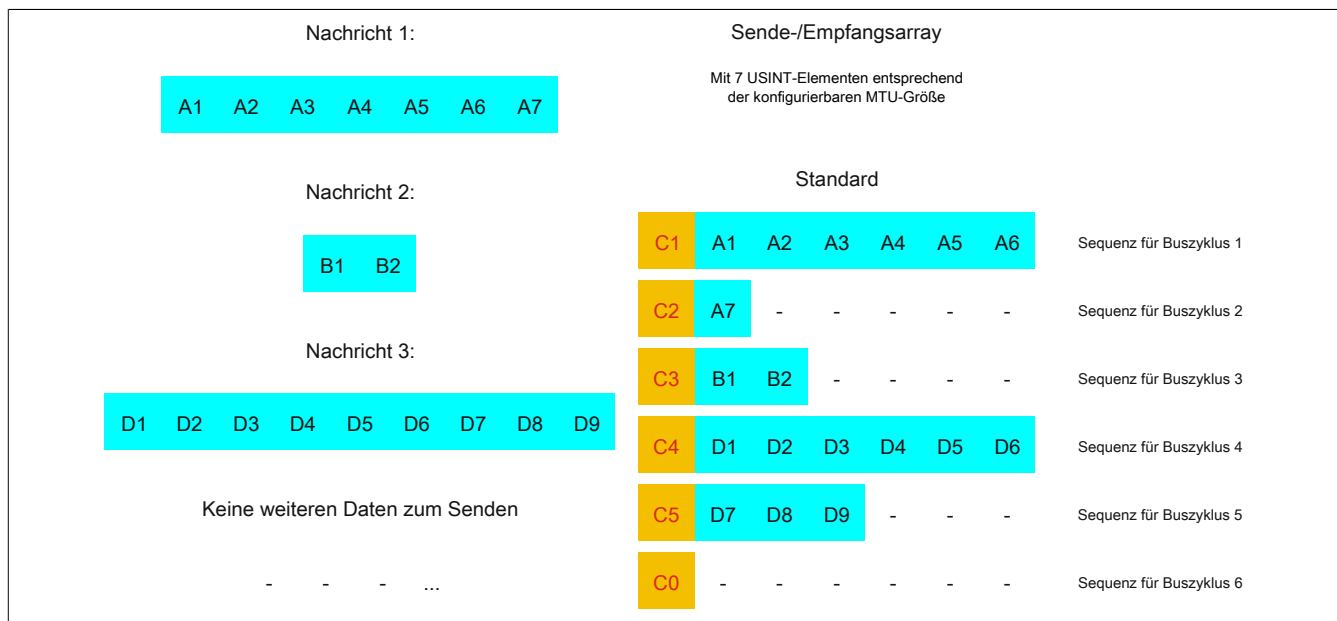 Nachricht 1:
A1 A2 A3 A4 A5 A6 A7
Nachricht 2:
B1 B2
Nachricht 3:
D1 D2 D3 D4 D5 D6 D7 D8 D9
Keine weiteren Daten zum Senden
- - - ...
Sende-/Empfangsarray
Mit 7 USINT-Elementen entsprechend
der konfigurierbaren MTU-Größe
Standard
C1 A1 A2 A3 A4 A5 A6 Sequenz für Buszyklus 1
C2 A7 - - - - - Sequenz für Buszyklus 2
C3 B1 B2 - - - - Sequenz für Buszyklus 3
C4 D1 D2 D3 D4 D5 D6 Sequenz für Buszyklus 4
C5 D7 D8 D9 - - - Sequenz für Buszyklus 5
C0 - - - - - - Sequenz für Buszyklus 6